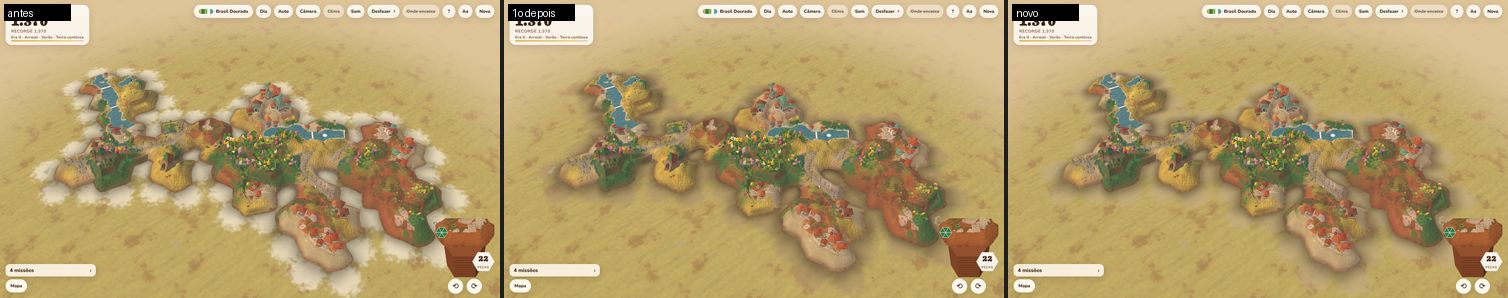 antes
1.370
RECORDE 1.370
Era II · Arraial · Verão · Terra contínua
Brasil Dourado
Dia
Auto
Câmera
Clima
Som
Desfazer
Onde encaixa
?
Aa
Nova
4 missões
Mapa
22
PEÇAS
1o depois
1.370
RECORDE 1.370
Era II · Arraial · Verão · Terra contínua
Brasil Dourado
Dia
Auto
Câmera
Clima
Som
Desfazer
Onde encaixa
?
Aa
Nova
4 missões
Mapa
22
PEÇAS
novo
1.370
RECORDE 1.370
Era II · Arraial · Verão · Terra contínua
Brasil Dourado
Dia
Auto
Câmera
Clima
Som
Desfazer
Onde encaixa
?
Aa
Nova
4 missões
Mapa
22
PEÇAS